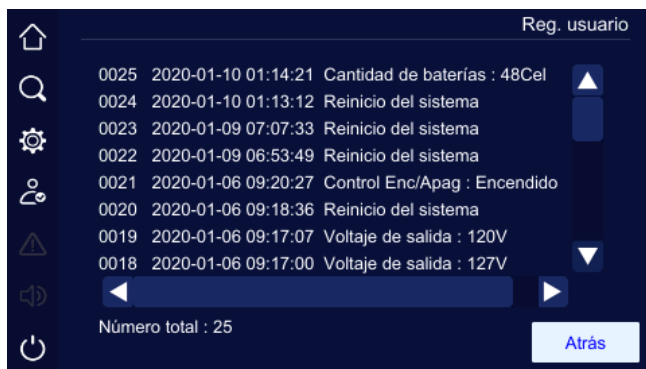 Reg. usuario
0025 2020-01-10 01:14:21 Cantidad de baterías : 48Cel
0024 2020-01-10 01:13:12 Reinicio del sistema
0023 2020-01-09 07:07:33 Reinicio del sistema
0022 2020-01-09 06:53:49 Reinicio del sistema
0021 2020-01-06 09:20:27 Control Enc/Apag : Encendido
0020 2020-01-06 09:18:36 Reinicio del sistema
0019 2020-01-06 09:17:07 Voltaje de salida : 120V
0018 2020-01-06 09:17:00 Voltaje de salida : 127V
Número total : 25
Atrás